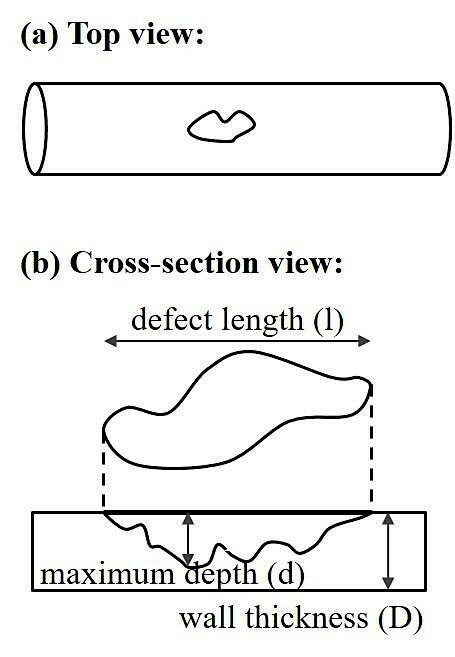 (a) Top view:
(b) Cross-section view:
defect length (l)
maximum depth (d)
wall thickness (D)